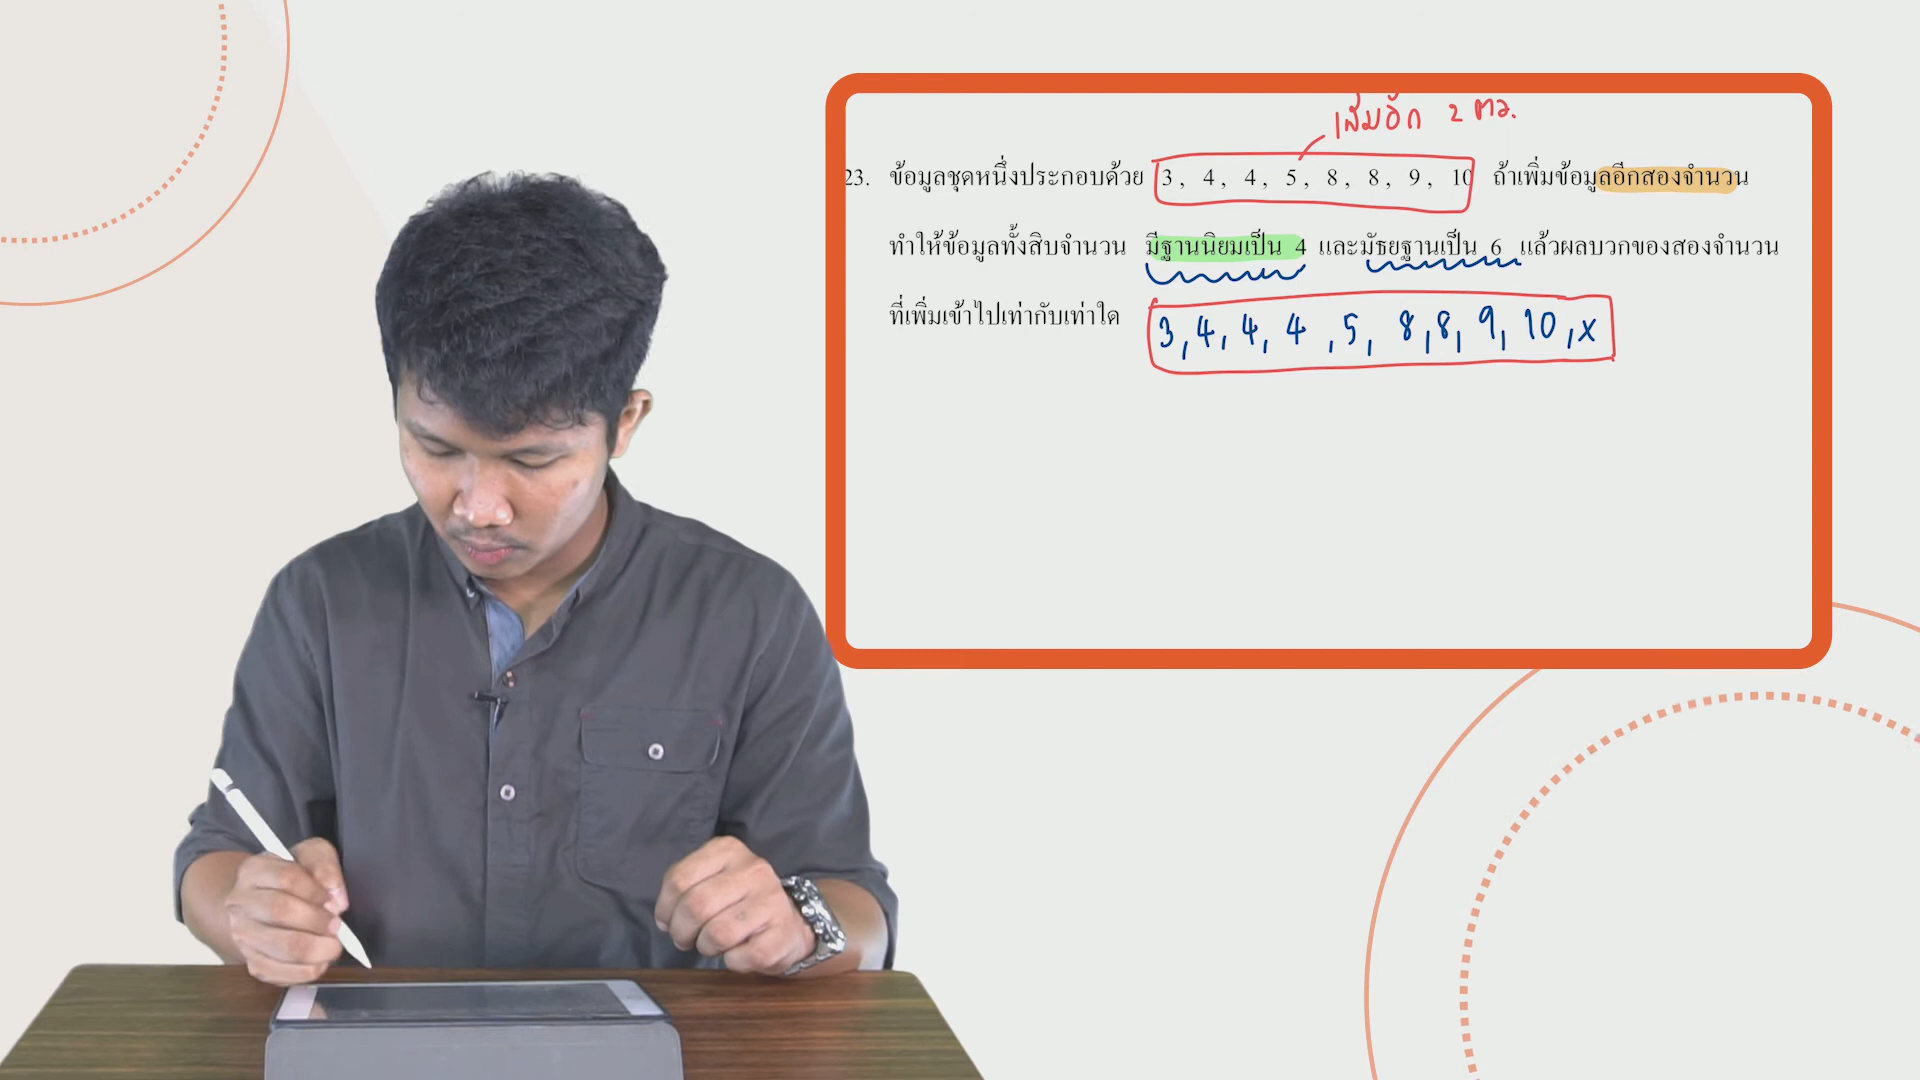 เพิ่มอีก 2 ตัว.
23. ข้อมูลชุดหนึ่งประกอบด้วย 3, 4, 4, 5, 8, 8, 9, 10 ถ้าเพิ่มข้อมูลอีกสองจำนวน
ทำให้ข้อมูลทั้งสิบจำนวน มีฐานนิยมเป็น 4 และมัธยฐานเป็น 6 แล้วผลบวกของสองจำนวน
ที่เพิ่มเข้าไปเท่ากับเท่าใด
3, 4, 4, 4, 5, 8, 8, 9, 10, x